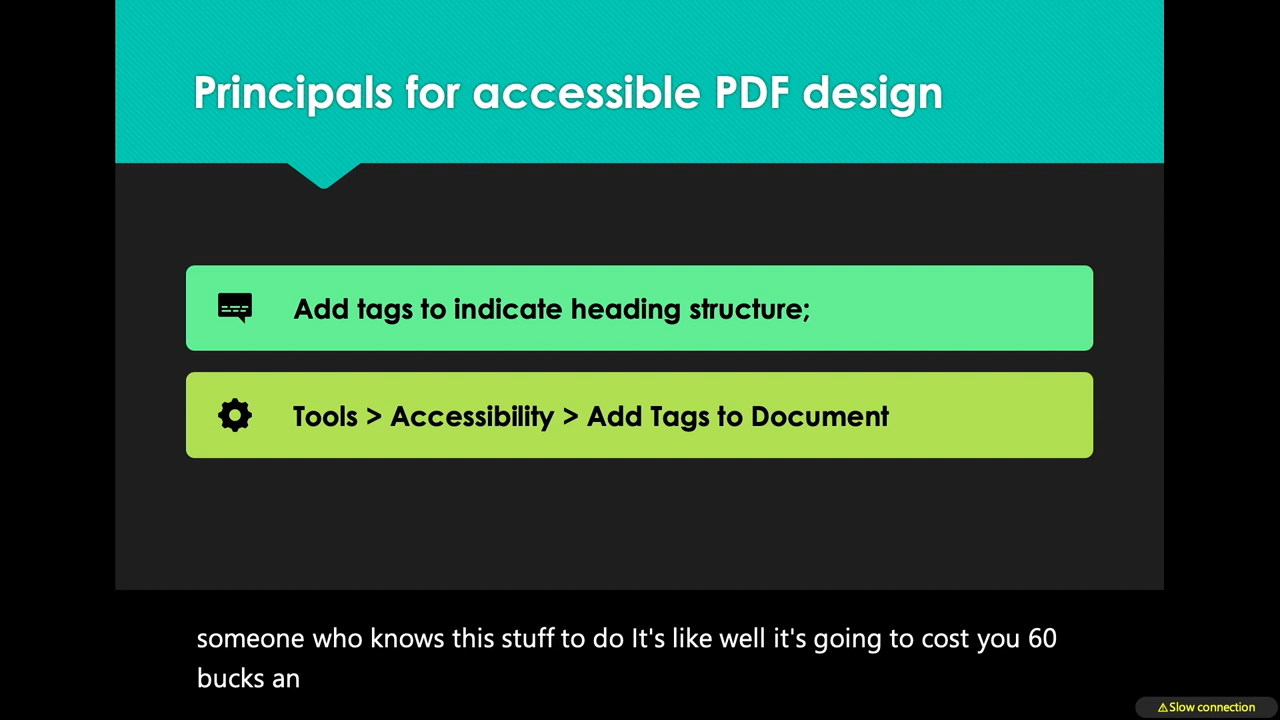 Principals for accessible PDF design
Add tags to indicate heading structure;
Tools > Accessibility > Add Tags to Document
someone who knows this stuff to do It's like well it's going to cost you 60
bucks an
⚠Slow connection